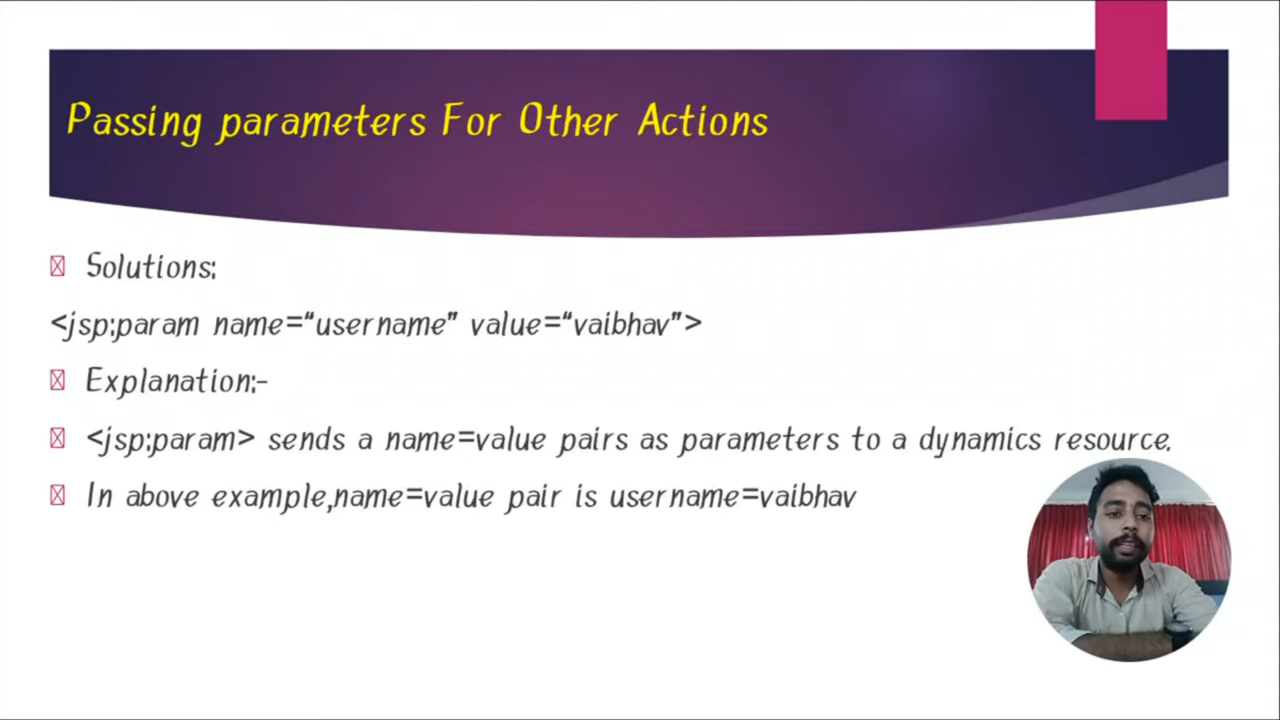 Passing parameters For Other Actions
Solutions:
<jsp:param name=“username” value=“vaibhav”>
Explanation:-
<jsp:param> sends a name=value pairs as parameters to a dynamics resource.
In above example,name=value pair is username=vaibhav